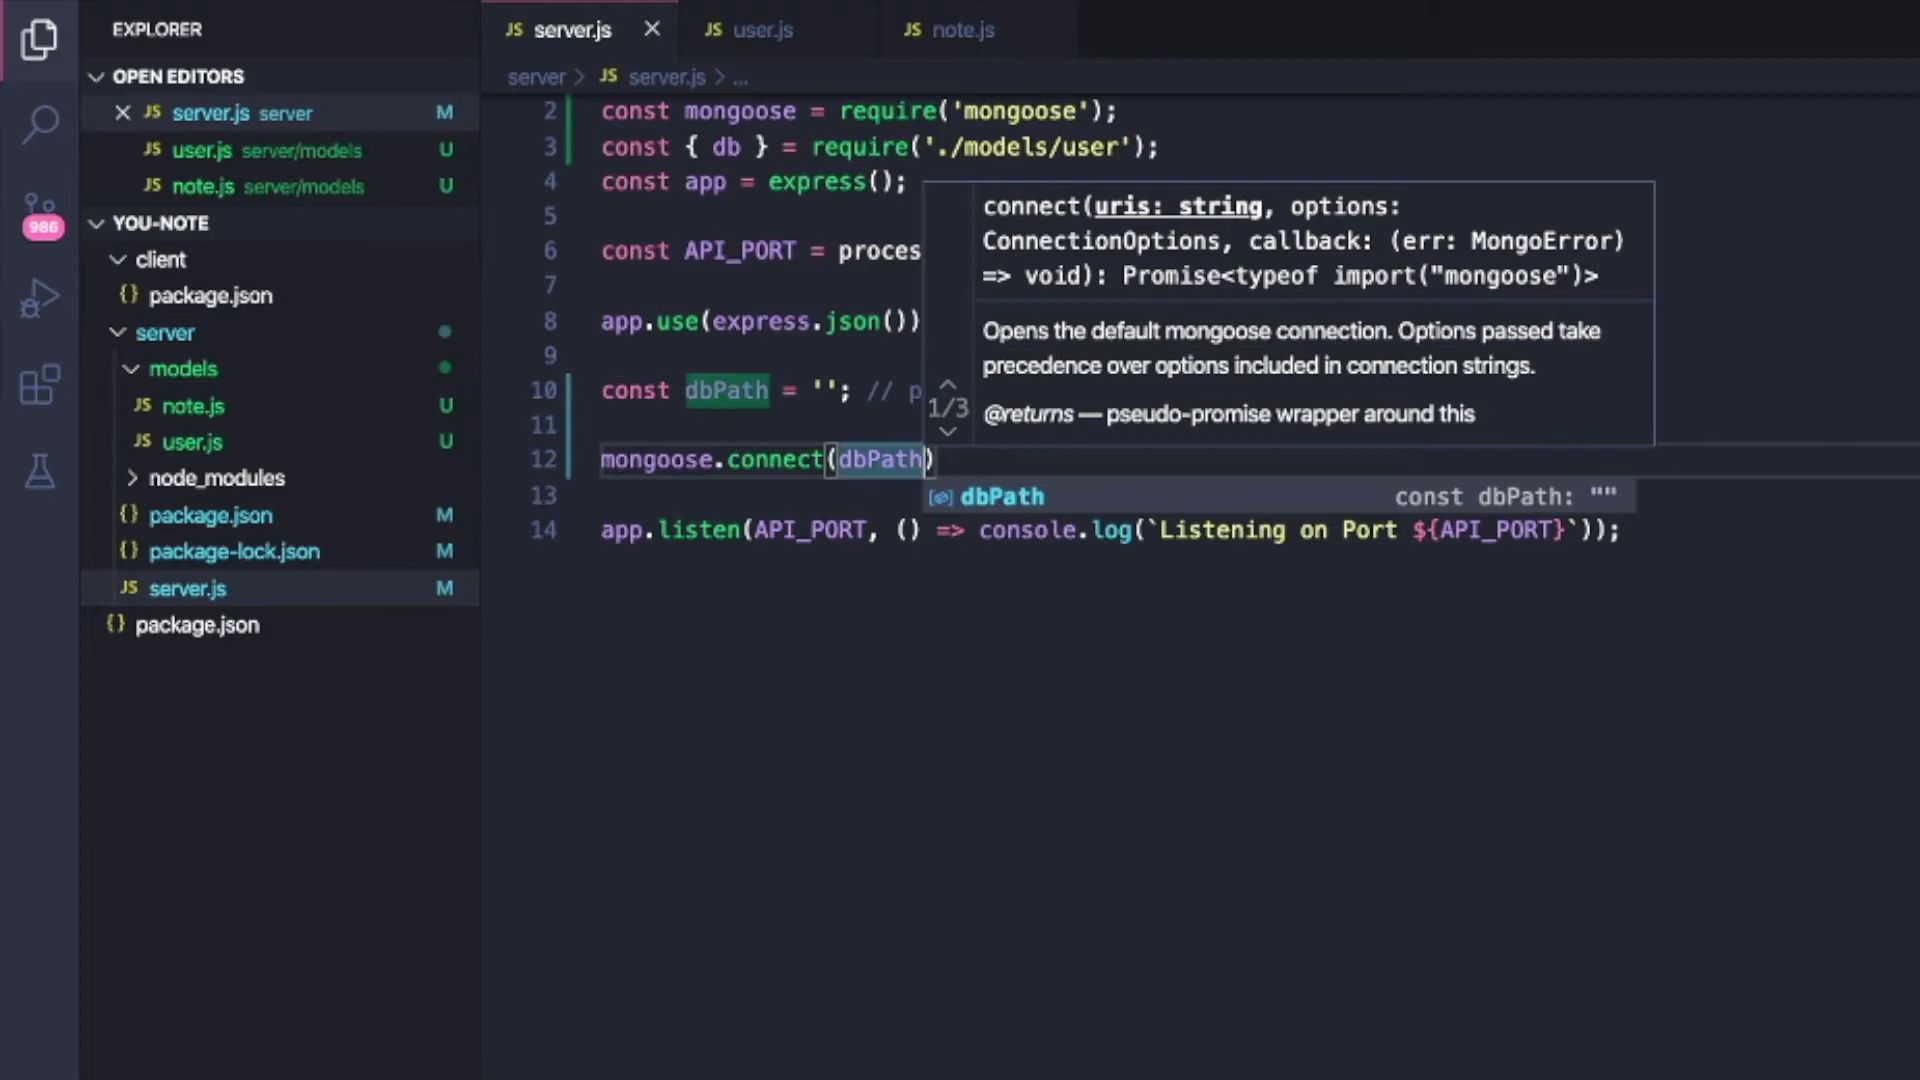 EXPLORER
OPEN EDITORS
JS server.js server M
JS user.js server/models U
JS note.js server/models U
986
YOU-NOTE
client
{} package.json
server
models
JS note.js U
JS user.js U
node_modules
{} package.json M
{} package-lock.json M
JS server.js M
{} package.json
JS server.js
JS user.js
JS note.js
server > JS server.js > ...
2 const mongoose = require('mongoose');
3 const { db } = require('./models/user');
4 const app = express();
5
6 const API_PORT = proces
7
8 app.use(express.json())
9
10 const dbPath = ''; // p
11
12 mongoose.connect(dbPath)
13
14 app.listen(API_PORT, () => console.log(`Listening on Port ${API_PORT}`));
connect(uris: string, options:
ConnectionOptions, callback: (err: MongoError)
=> void): Promise<typeof import("mongoose")>
Opens the default mongoose connection. Options passed take
precedence over options included in connection strings.
1/3
@returns — pseudo-promise wrapper around this
dbPath const dbPath: ""